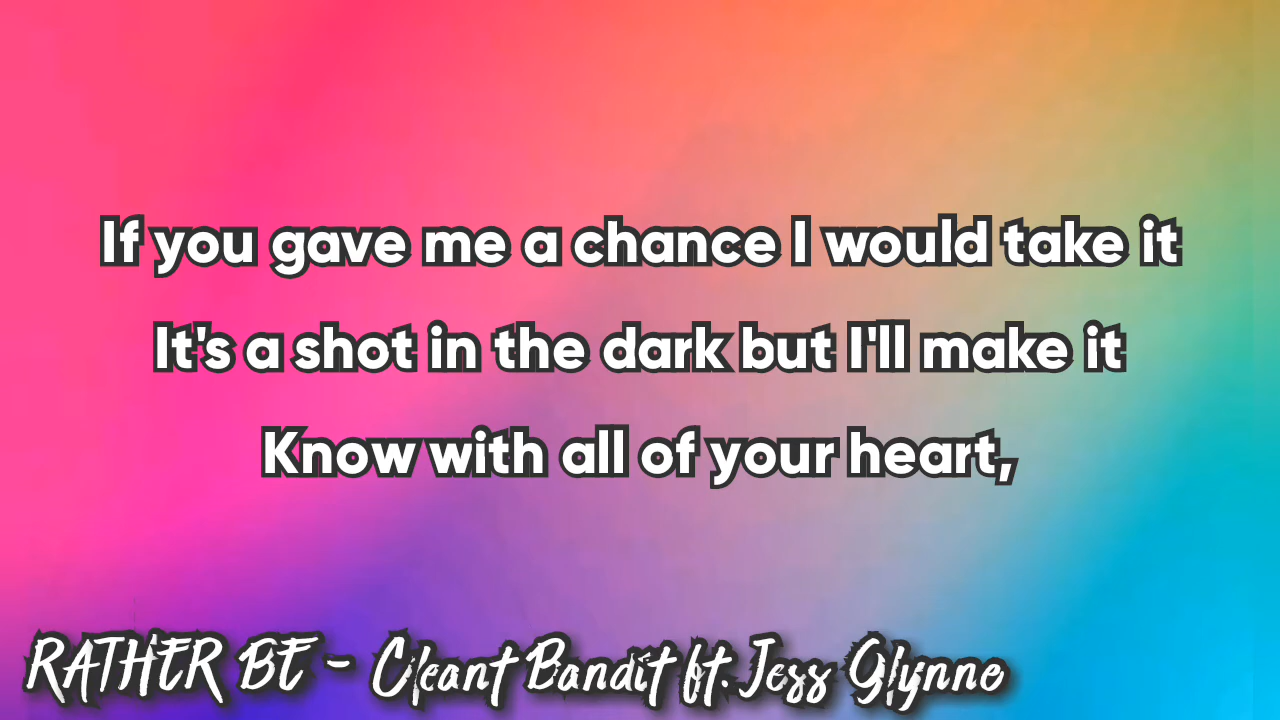 If you gave me a chance I would take it
It's a shot in the dark but I'll make it
Know with all of your heart,
RATHER BE - Cleant Bandit ft. Jess Glynne